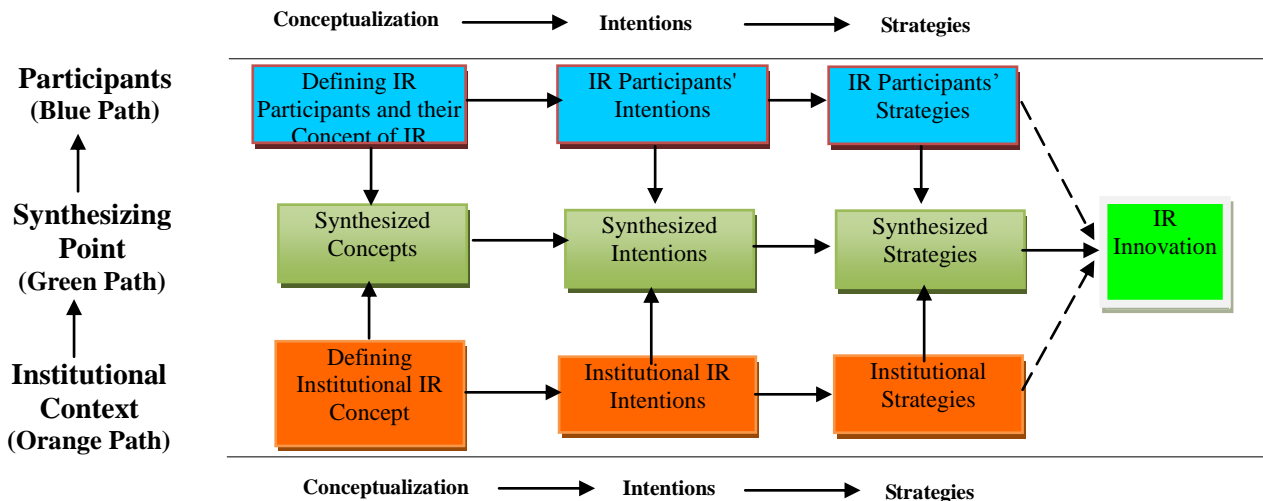 Conceptualization Intentions Strategies
Participants
(Blue Path)
Defining IR
Participants and their
Concept of IR
IR Participants'
Intentions
IR Participants’
Strategies
Synthesizing
Point
(Green Path)
Synthesized
Concepts
Synthesized
Intentions
Synthesized
Strategies
IR
Innovation
Institutional
Context
(Orange Path)
Defining
Institutional IR
Concept
Institutional IR
Intentions
Institutional
Strategies
Conceptualization Intentions Strategies